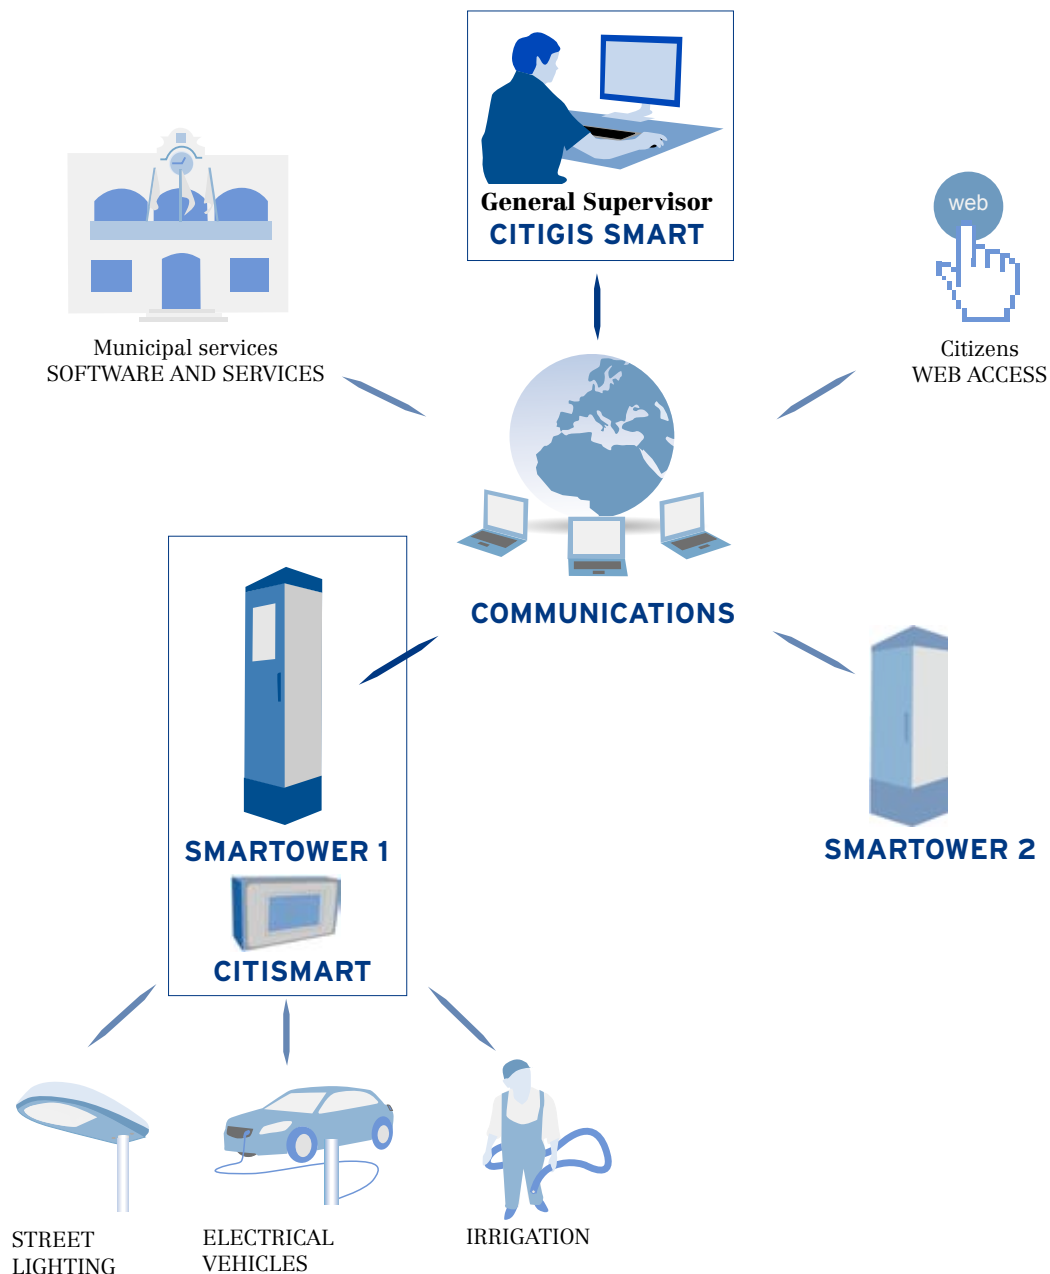 General Supervisor
CITIGIS SMART
web
Municipal services
SOFTWARE AND SERVICES
Citizens
WEB ACCESS
COMMUNICATIONS
SMARTOWER 1
SMARTOWER 2
CITISMART
STREET
LIGHTING
ELECTRICAL
VEHICLES
IRRIGATION